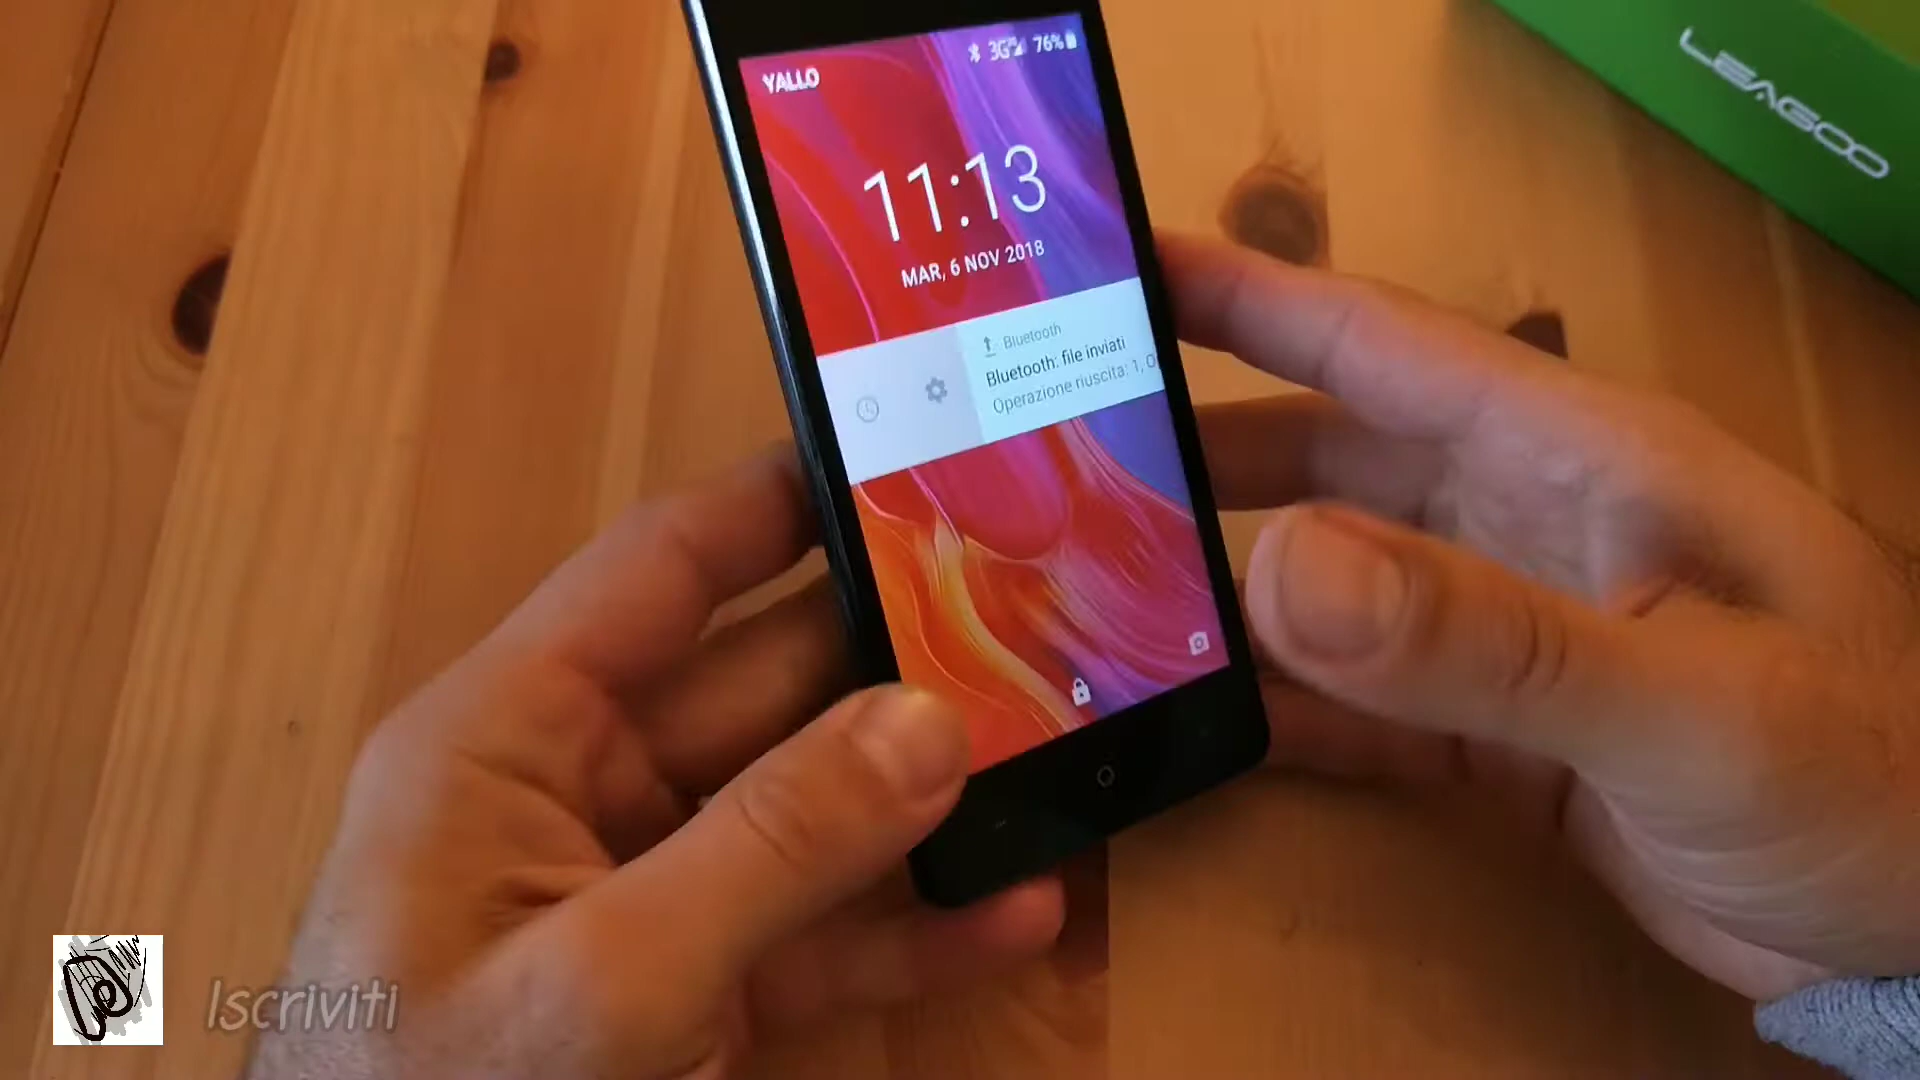 3G 76%
YALLO
11:13
MAR, 6 NOV 2018
Bluetooth
Bluetooth: file inviati
Operazione riuscita: 1, O
LEAGOO
Iscriviti